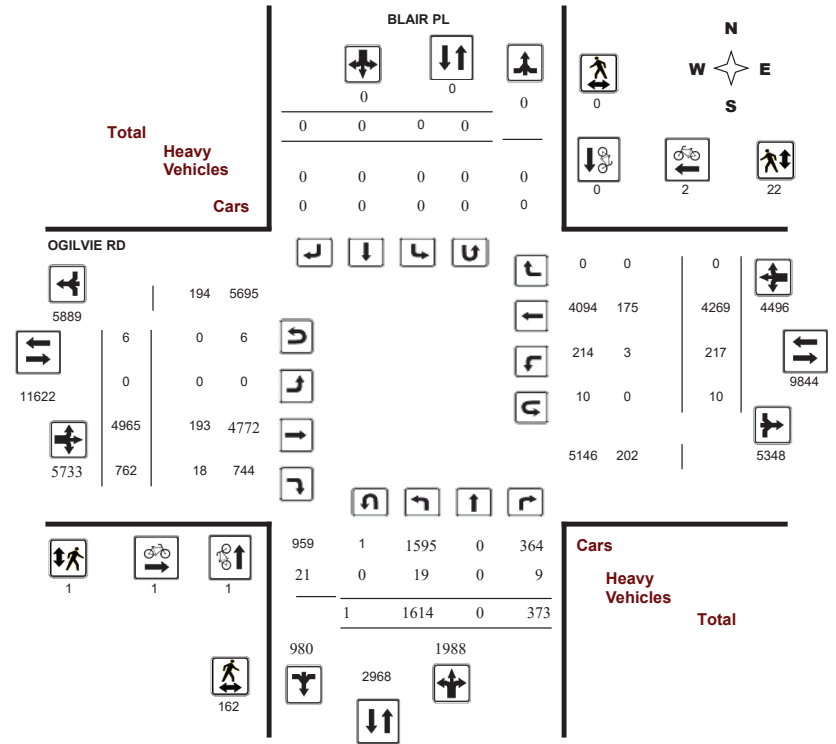 BLAIR PL
N
W E
S
0
0
0
0
Total
0 0 0 0
Heavy
Vehicles
0 0 0 0 0
Cars
0 0 0 0 0
0 2 22
OGILVIE RD
5889
194 5695
11622
6 0 6
0 0 0
4965 193 4772
5733
762 18 744
0 0 0
4094 175 4269 4496
214 3 217
9844
10 0 10
5146 202 5348
1 1 1
162
959 1 1595 0 364
Cars
21 0 19 0 9
Heavy
Vehicles
1 1614 0 373
Total
980 1988
2968